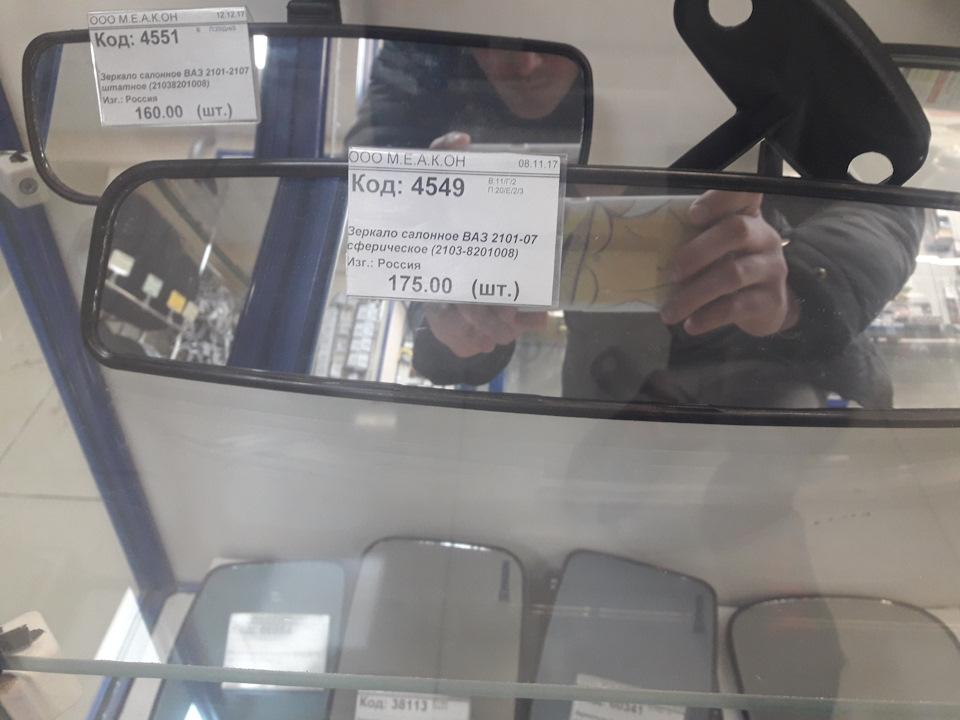 ООО М.Е.А.К.ОН 12.12.17
Код: 4551
Зеркало салонное ВАЗ 2101-2107
штатное (21038201008)
Изг.: Россия
160.00 (шт.)
ООО М.Е.А.К.ОН 08.11.17
Код: 4549
В:11/Г/2
П:20/Е/2/3
Зеркало салонное ВАЗ 2101-07
сферическое (2103-8201008)
Изг.: Россия
175.00 (шт.)
Код: 38113